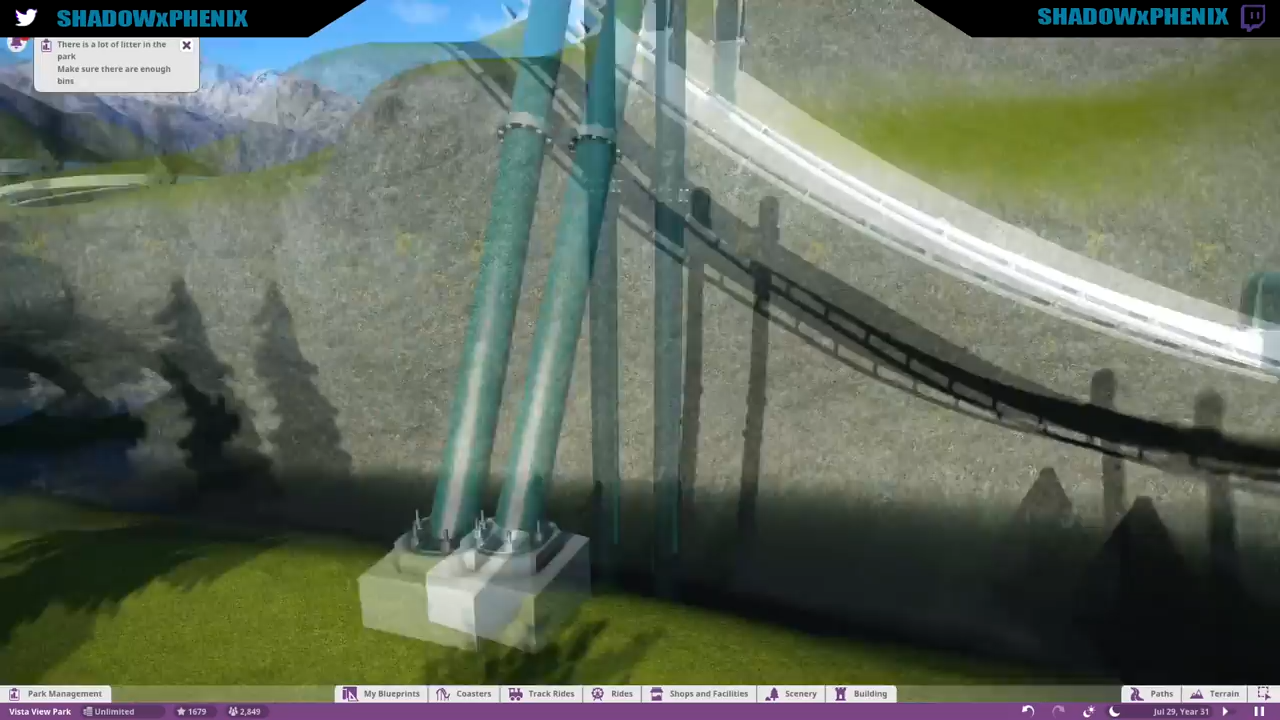 SHADOWxPHENIX
SHADOWxPHENIX
There is a lot of litter in the
park
Make sure there are enough
bins
Park Management
My Blueprints
Coasters
Track Rides
Rides
Shops and Facilities
Scenery
Building
Paths
Terrain
Vista View Park
Unlimited
1679
2,849
Jul 29, Year 31